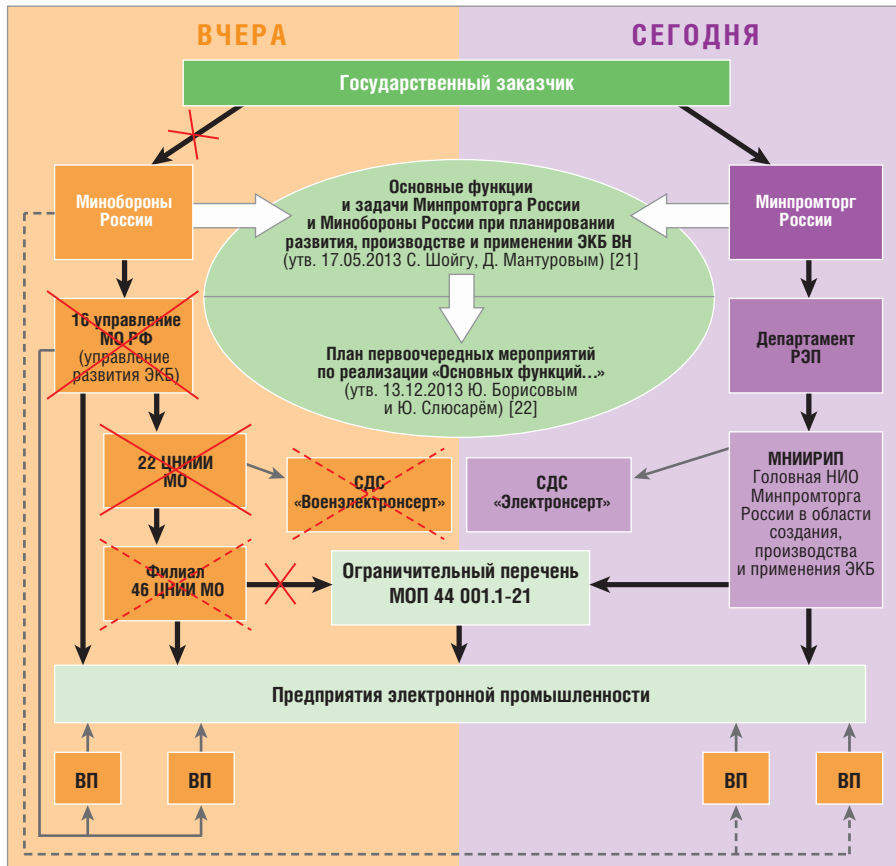 ВЧЕРА
СЕГОДНЯ
Государственный заказчик
Минобороны
России
Основные функции
и задачи Минпромторга России
и Минобороны России при планировании
развития, производстве и применении ЭКБ ВН
(утв. 17.05.2013 С. Шойгу, Д. Мантуровым) [21]
Минпромторг
России
16 управление
МО РФ
(управление
развития ЭКБ)
План первоочередных мероприятий
по реализации «Основных функций...»
(утв. 13.12.2013 Ю. Борисовым
и Ю. Слюсарём) [22]
Департамент
РЭП
22 ЦНИИИ
МО
СДС
«Военэлектронсерт»
СДС
«Электронсерт»
МНИИРИП
Головная НИО
Минпромторга
России в области
создания,
производства
и применения ЭКБ
Филиал
46 ЦНИИ МО
Ограничительный перечень
МОП 44 001.1-21
Предприятия электронной промышленности
ВП
ВП
ВП
ВП